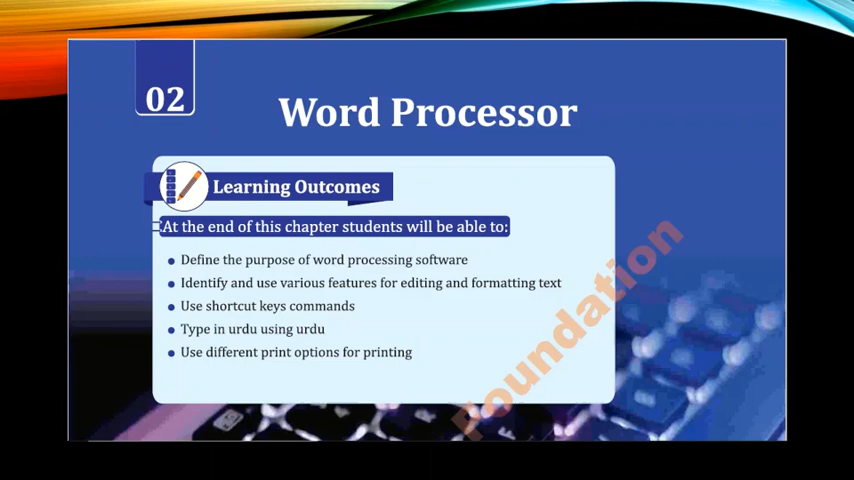 02
Word Processor
Learning Outcomes
At the end of this chapter students will be able to:
Define the purpose of word processing software
Identify and use various features for editing and formatting text
Use shortcut keys commands
Type in urdu using urdu
Use different print options for printing
Foundation